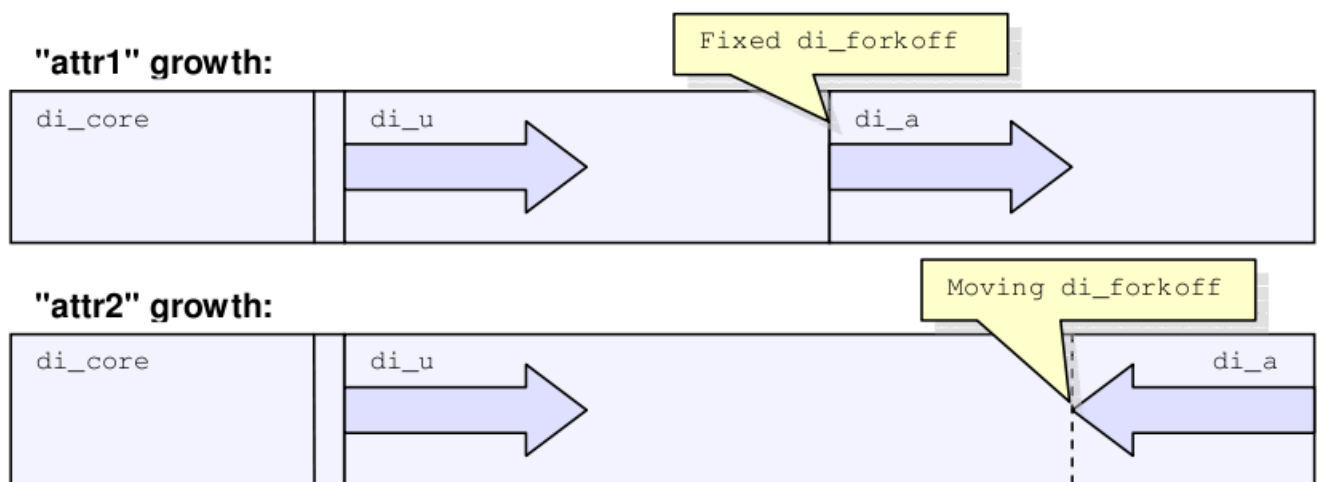 Fixed di_forkoff
"attr1" growth:
di_core di_u di_a
Moving di_forkoff
"attr2" growth:
di_core di_u di_a